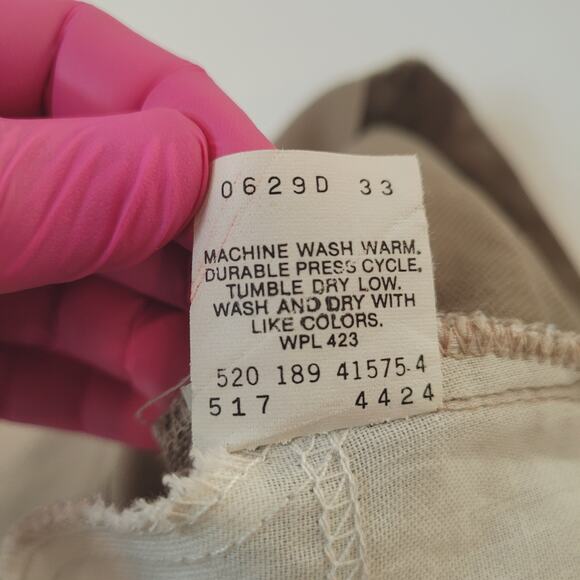 0629D 33
MACHINE WASH WARM.
DURABLE PRESS CYCLE.
TUMBLE DRY LOW.
WASH AND DRY WITH
LIKE COLORS.
WPL 423
520 189 41575-4
517 4424